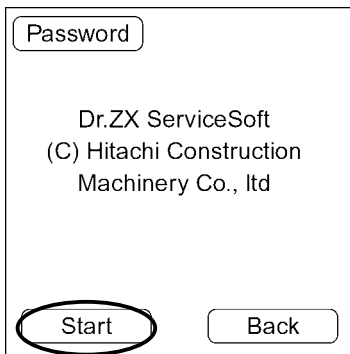 Password
Dr.ZX ServiceSoft
(C) Hitachi Construction
Machinery Co., ltd
Start
Back